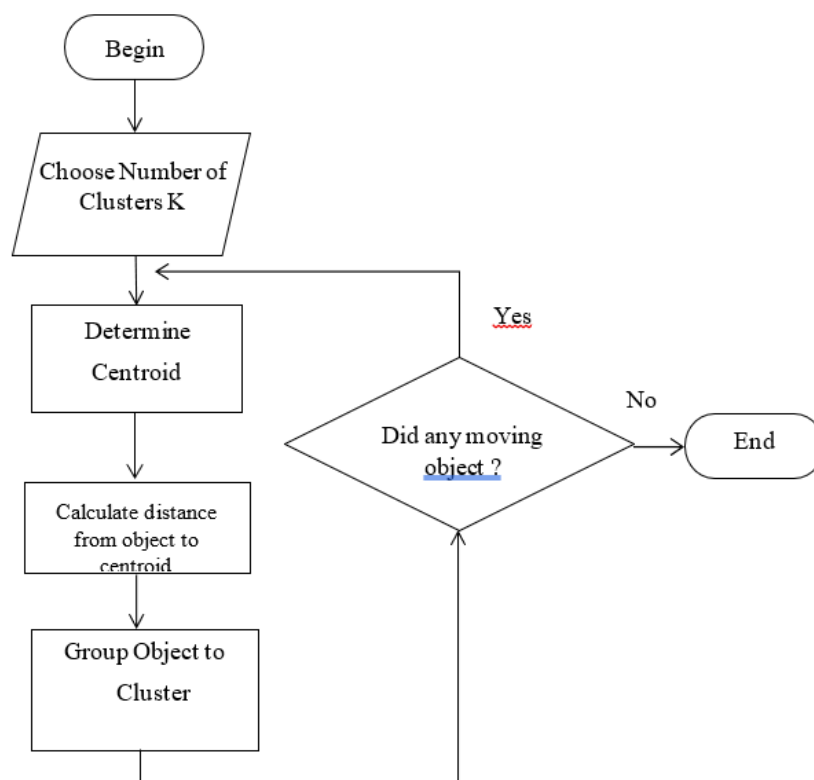 Begin
Choose Number of
Clusters K
Determine
Centroid
Calculate distance
from object to
centroid
Group Object to
Cluster
Did any moving
object ?
Yes
No
End